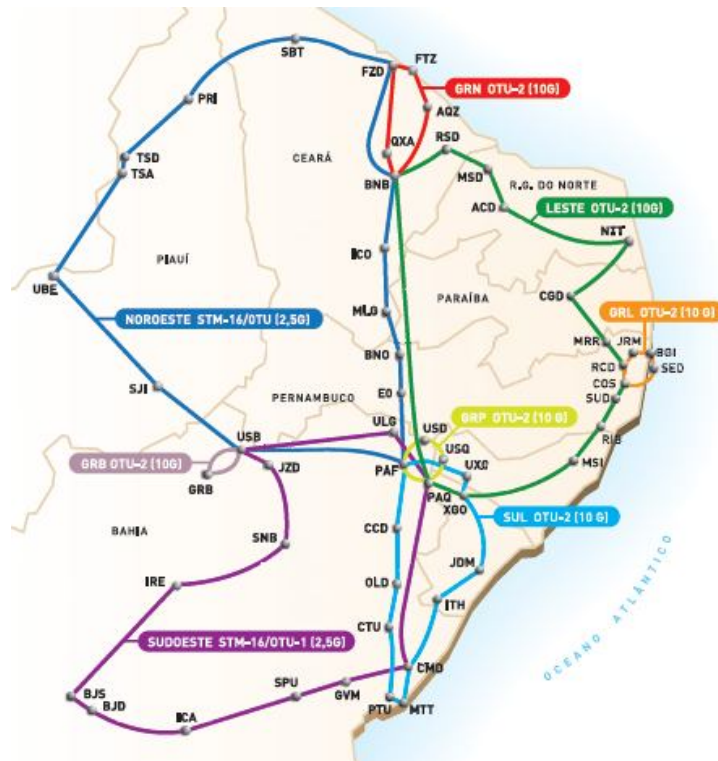 SBT
FZD
FTZ
GRN OTU-2 (10G)
PRI
AQZ
QXA
RSD
TSD
CEARÁ
MSD
R.G. DO NORTE
TSA
BNB
ACD
LESTE OTU-2 (10G)
NTT
ICO
PIAUÍ
UBE
PARAÍBA
CGD
GRL OTU-2 (10 G)
NOROESTE STM-16/OTU (2,5G)
MLG
MRR
JRM
BGI
BNO
RCD
SED
SJI
COS
EO
SUD
PERNAMBUCO
ULG
USD
GRP OTU-2 (10 G)
RIB
USB
USQ
GRB OTU-2 (10G)
JZD
PAF
UXG
MSI
GRB
PAQ
XGO
SUL OTU-2 (10 G)
BAHIA
CCD
SNB
JDM
IRE
OLD
ITH
OCEANO ATLÂNTICO
CTU
SUDOESTE STM-16/OTU-1 (2,5G)
CMD
SPU
GVM
BJS
BJD
PTU
MTT
ICA